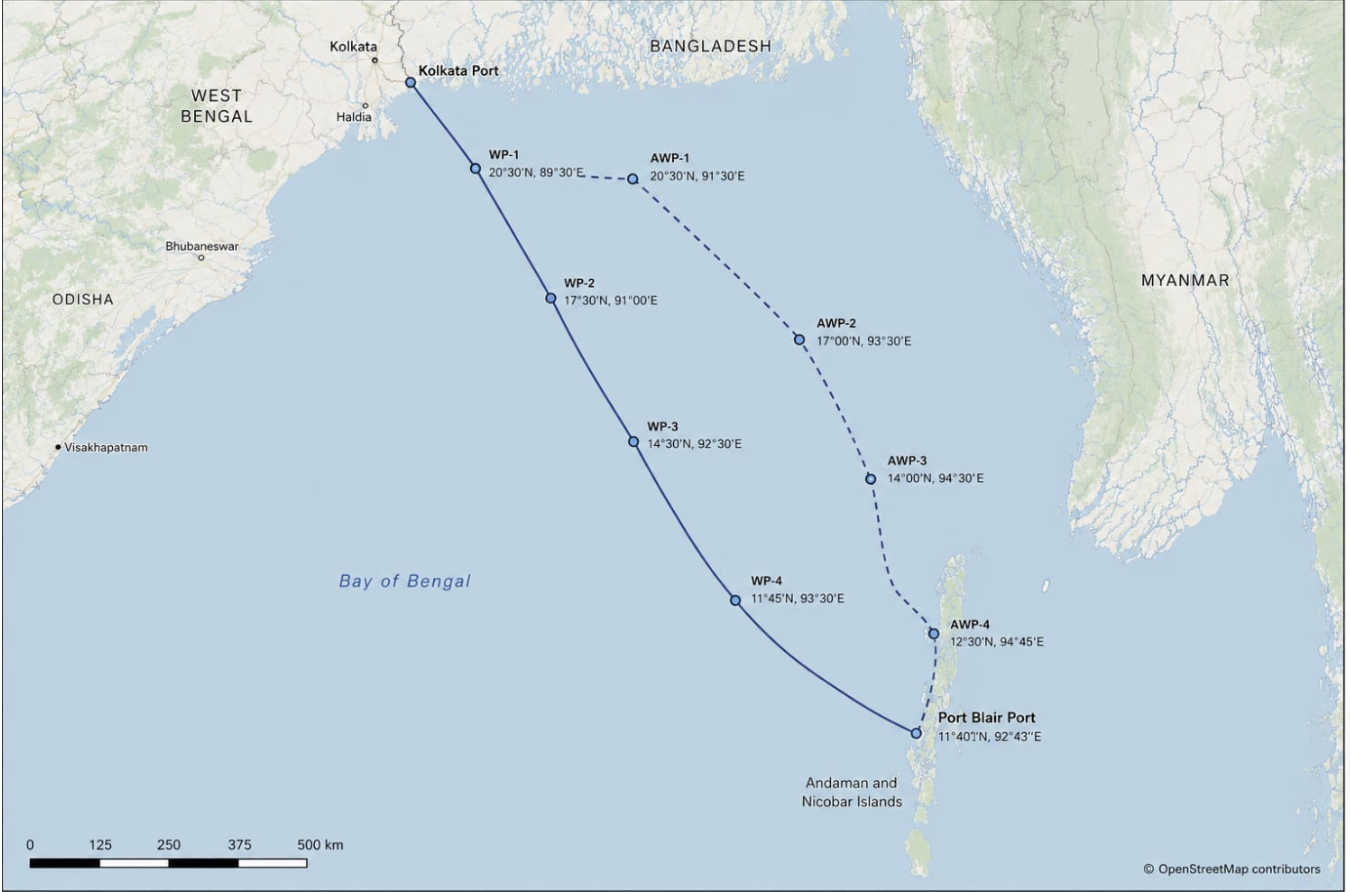 Kolkata
BANGLADESH
Kolkata Port
WEST
BENGAL
Haldia
WP-1
20°30'N, 89°30'E
AWP-1
20°30'N, 91°30'E
Bhubaneswar
ODISHA
WP-2
17°30'N, 91°00'E
MYANMAR
AWP-2
17°00'N, 93°30'E
WP-3
14°30'N, 92°30'E
Visakhapatnam
AWP-3
14°00'N, 94°30'E
Bay of Bengal
WP-4
11°45'N, 93°30'E
AWP-4
12°30'N, 94°45'E
Port Blair Port
11°40'N, 92°43'E
Andaman and
Nicobar Islands
0 125 250 375 500 km
© OpenStreetMap contributors